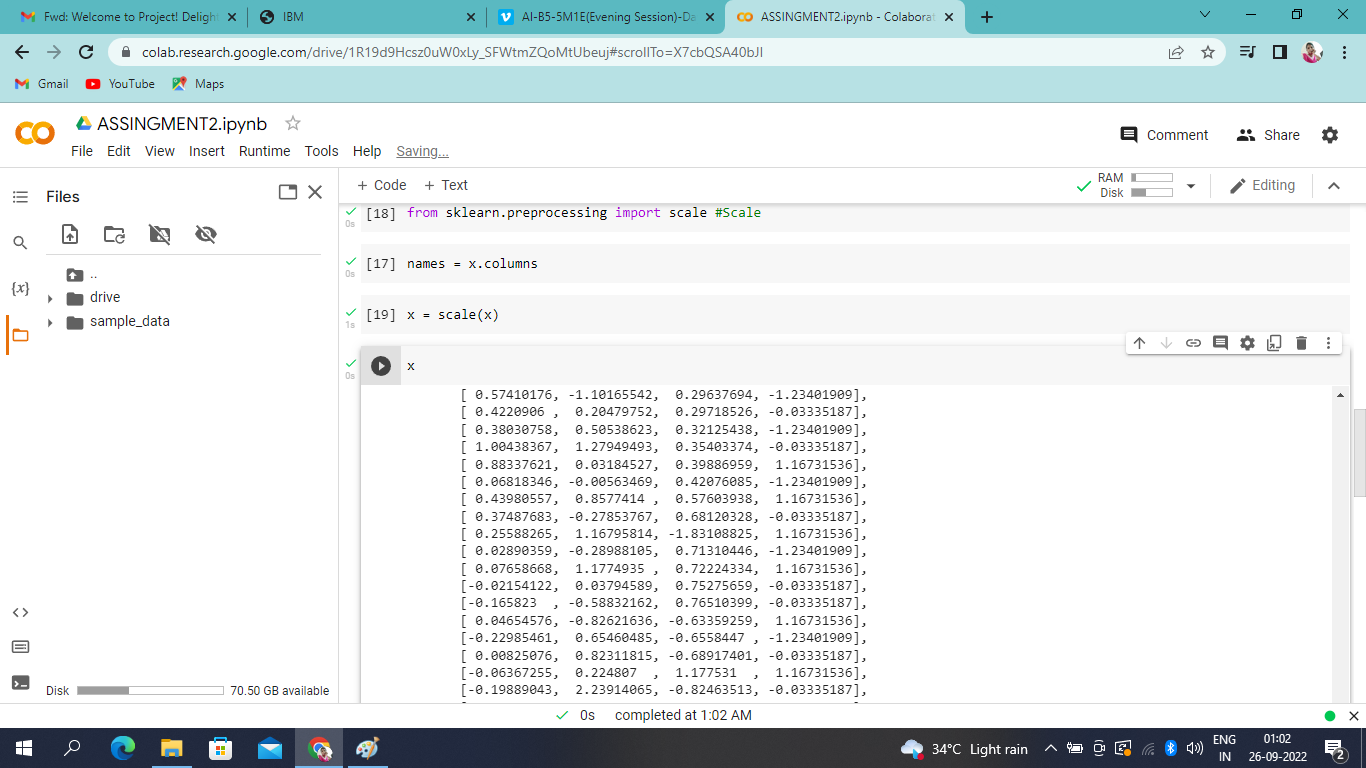 Fwd: Welcome to Project! Delight
IBM
AI-B5-5M1E(Evening Session)-Da
ASSINGMENT2.ipynb - Colaborat
colab.research.google.com/drive/1R19d9Hcsz0uW0xLy_SFWtmZQoMtUbeuj#scrollTo=X7cbQSA40bJI
Gmail
YouTube
Maps
ASSINGMENT2.ipynb
Comment
Share
File Edit View Insert Runtime Tools Help Saving...
Files
+ Code + Text
RAM
Disk
Editing
{x}
..
drive
sample_data
[18] from sklearn.preprocessing import scale #Scale
0s
[17] names = x.columns
0s
[19] x = scale(x)
1s
x
0s
[ 0.57410176, -1.10165542, 0.29637694, -1.23401909],
[ 0.4220906 , 0.20479752, 0.29718526, -0.03335187],
[ 0.38030758, 0.50538623, 0.32125438, -1.23401909],
[ 1.00438367, 1.27949493, 0.35403374, -0.03335187],
[ 0.88337621, 0.03184527, 0.39886959, 1.16731536],
[ 0.06818346, -0.00563469, 0.42076085, -1.23401909],
[ 0.43980557, 0.8577414 , 0.57603938, 1.16731536],
[ 0.37487683, -0.27853767, 0.68120328, -0.03335187],
[ 0.25588265, 1.16795814, -1.83108825, 1.16731536],
[ 0.02890359, -0.28988105, 0.71310446, -1.23401909],
[ 0.07658668, 1.1774935 , 0.72224334, 1.16731536],
[-0.02154122, 0.03794589, 0.75275659, -0.03335187],
[-0.165823 , -0.58832162, 0.76510399, -0.03335187],
[ 0.04654576, -0.82621636, -0.63359259, 1.16731536],
[-0.22985461, 0.65460485, -0.6558447 , -1.23401909],
[ 0.00825076, 0.82311815, -0.68917401, -0.03335187],
[-0.06367255, 0.224807 , 1.177531 , 1.16731536],
[-0.19889043, 2.23914065, -0.82463513, -0.03335187],
Disk
70.50 GB available
0s completed at 1:02 AM
34°C Light rain
ENG
IN
01:02
26-09-2022
2